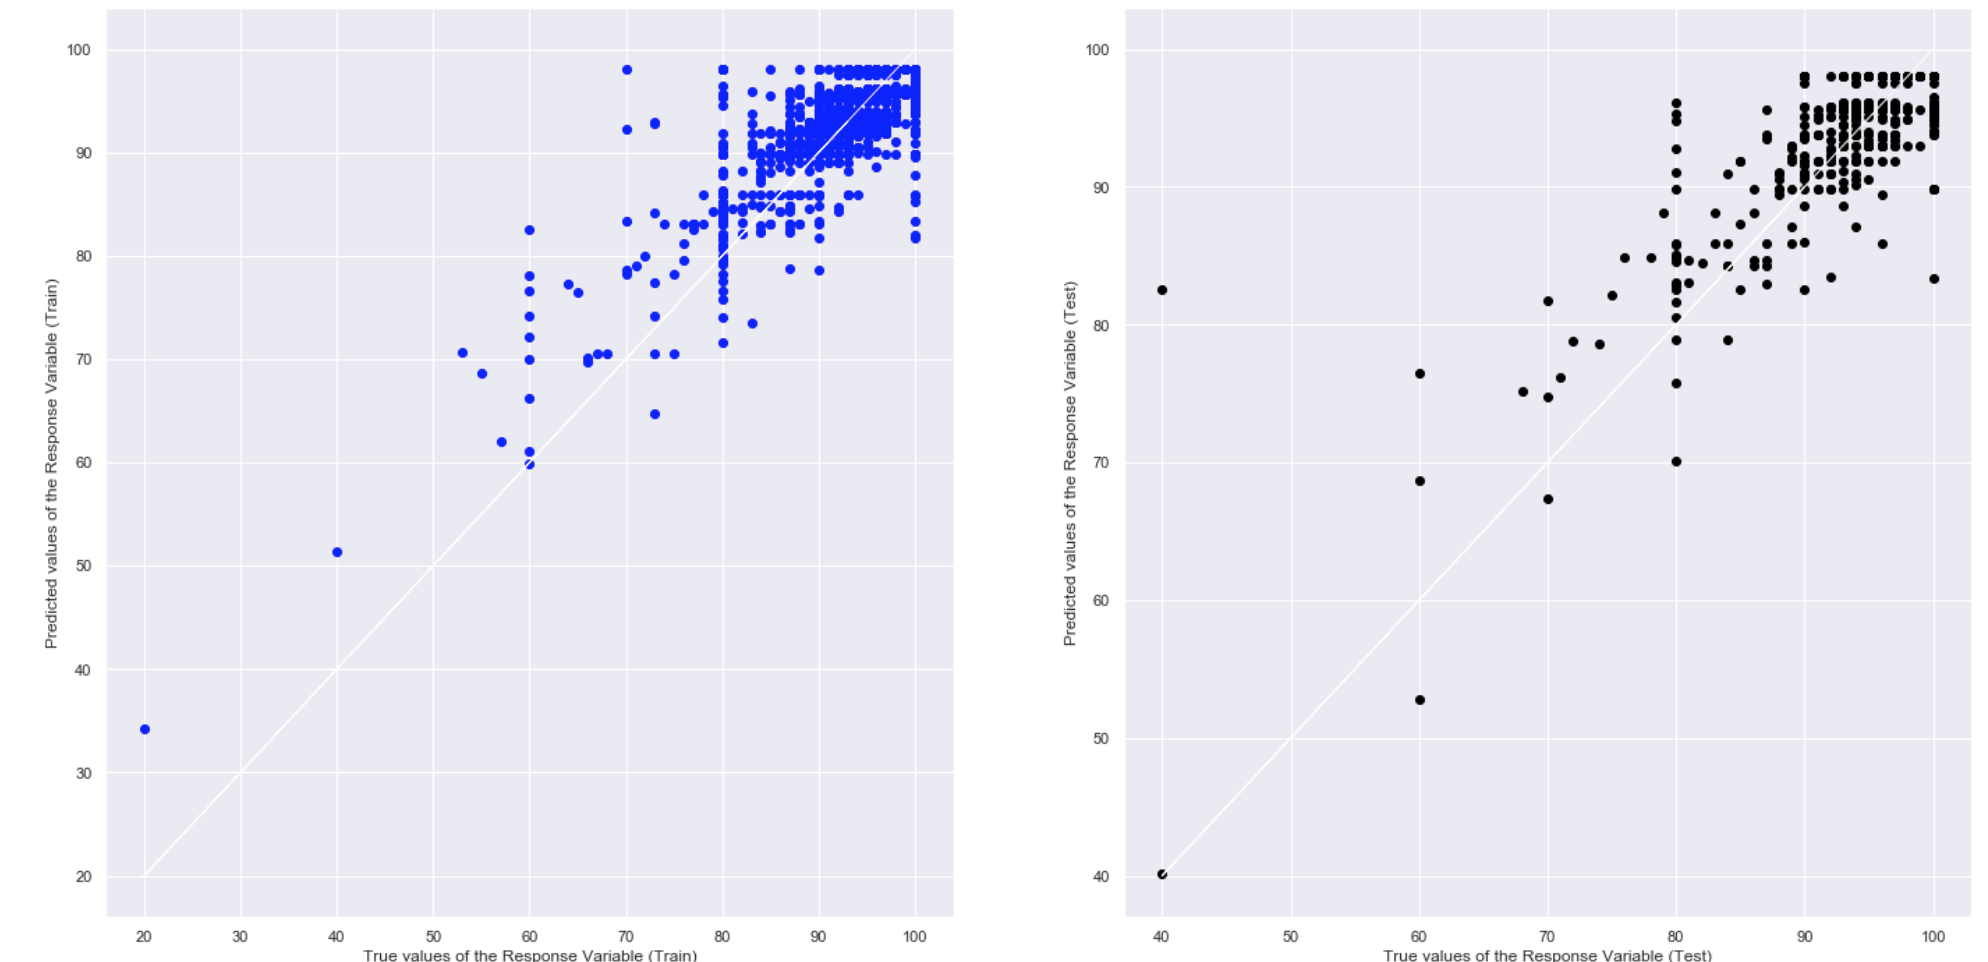 100
90
80
70
60
50
40
30
20
Predicted values of the Response Variable (Train)
20 30 40 50 60 70 80 90 100
True values of the Response Variable (Train)
100
90
80
70
60
50
40
Predicted values of the Response Variable (Test)
40 50 60 70 80 90 100
True values of the Response Variable (Test)